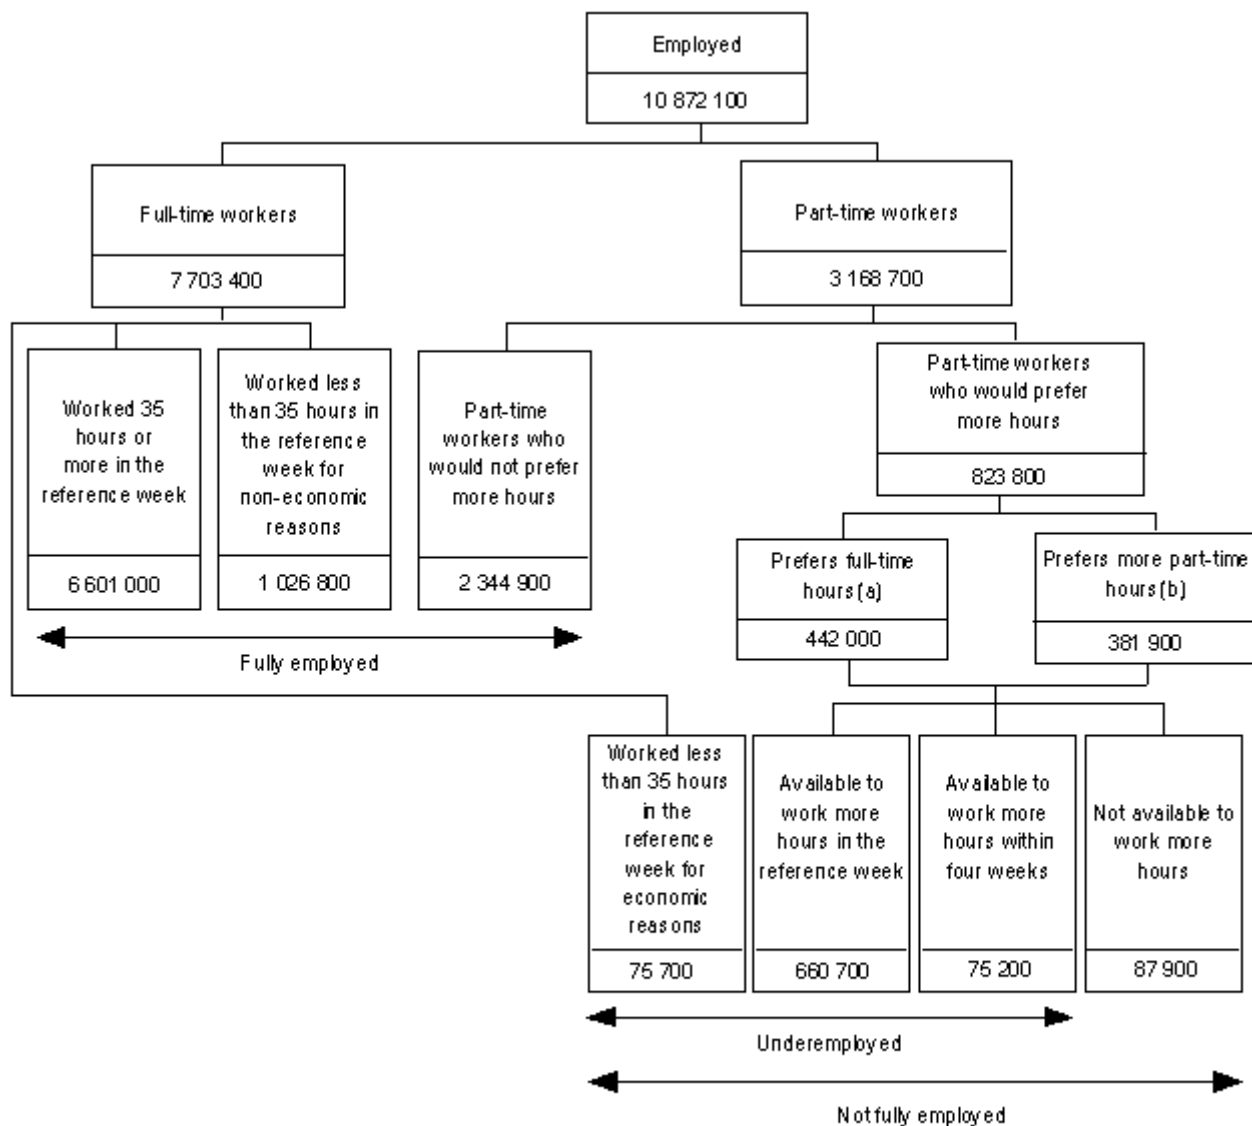 Employed
10 872 100
Full-time workers
7 703 400
Part-time workers
3 168 700
Worked 35
hours or
more in the
reference week
6 601 000
Worked less
than 35 hours in
the reference
week for
non-economic
reasons
1 026 800
Part-time
workers who
would not prefer
more hours
2 344 900
Part-time workers
who would prefer
more hours
823 800
Prefers full-time
hours(a)
442 000
Prefers more part-time
hours(b)
381 900
Fully employed
Worked less
than 35 hours
in the
reference
week for
economic
reasons
75 700
Available to
work more
hours in the
reference week
660 700
Available to
work more
hours within
four weeks
75 200
Not available to
work more
hours
87 900
Underemployed
Not fully employed